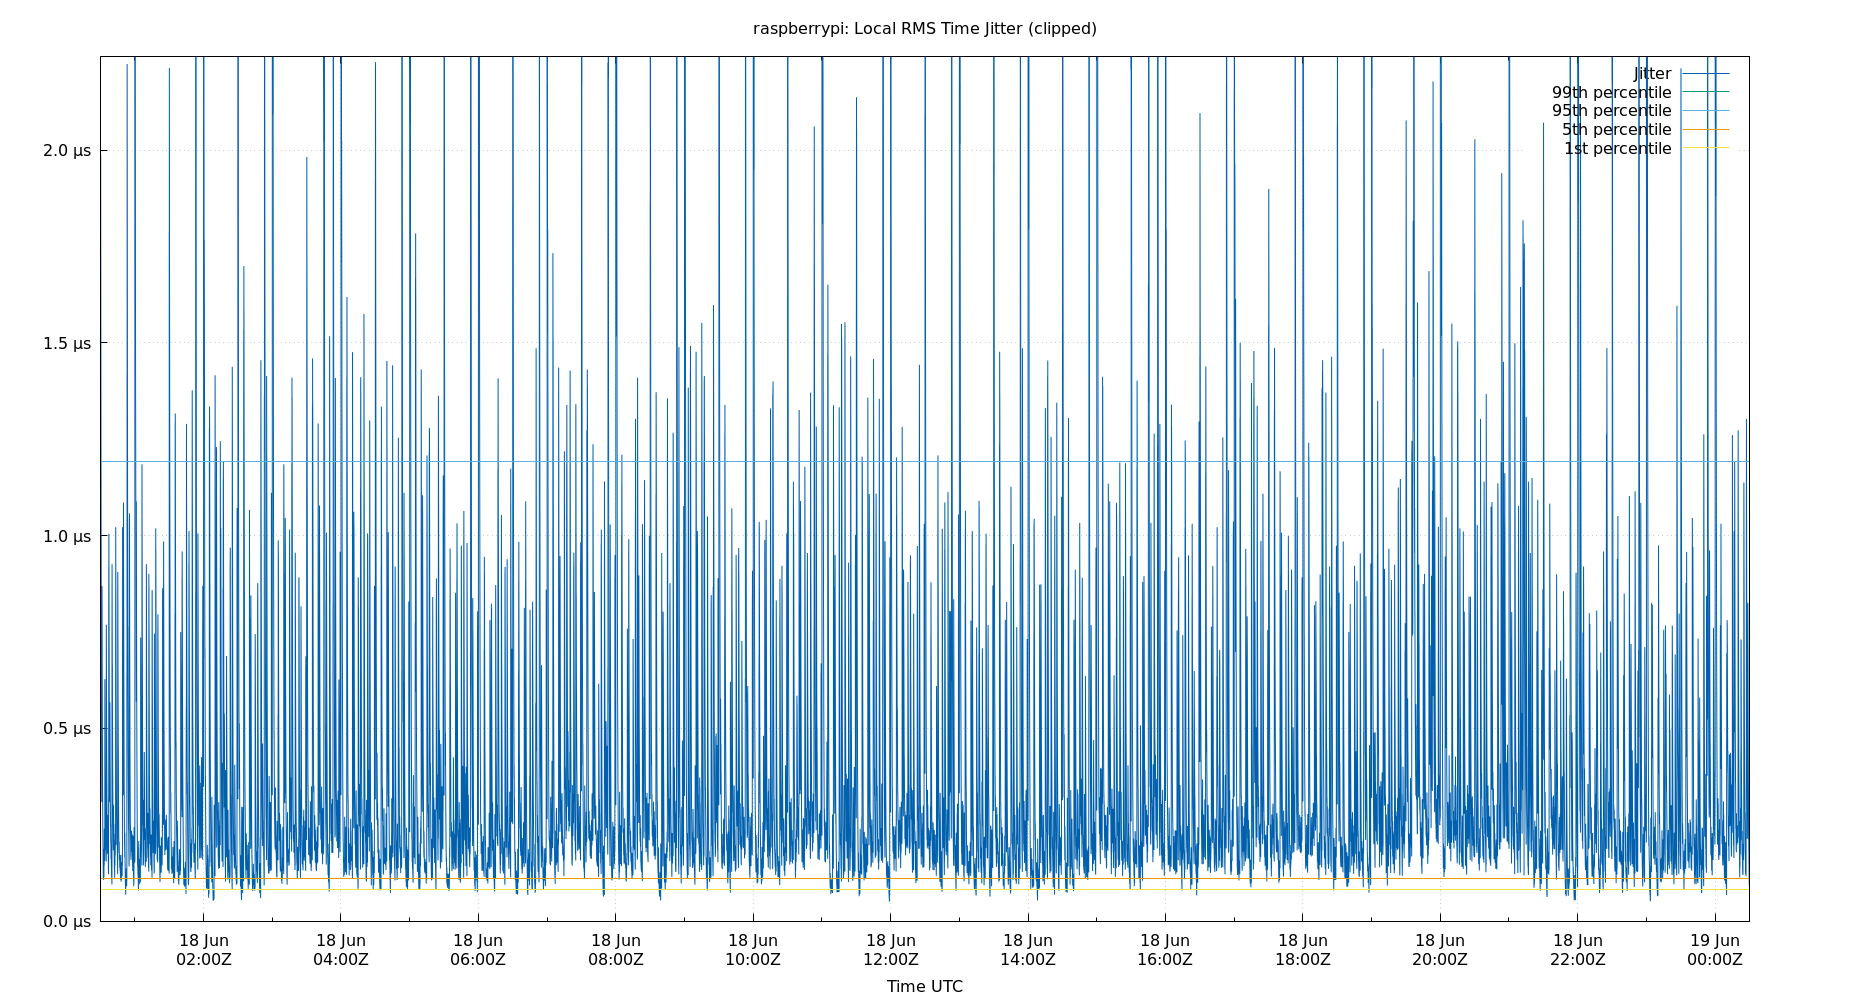 raspberrypi: Local RMS Time Jitter (clipped)
Jitter
99th percentile
95th percentile
5th percentile
1st percentile
2.0 µs
1.5 µs
1.0 µs
0.5 µs
0.0 µs
18 Jun 18 Jun 18 Jun 18 Jun 18 Jun 18 Jun 18 Jun 18 Jun 18 Jun 18 Jun 18 Jun 19 Jun
02:00Z 04:00Z 06:00Z 08:00Z 10:00Z 12:00Z 14:00Z 16:00Z 18:00Z 20:00Z 22:00Z 00:00Z
Time UTC